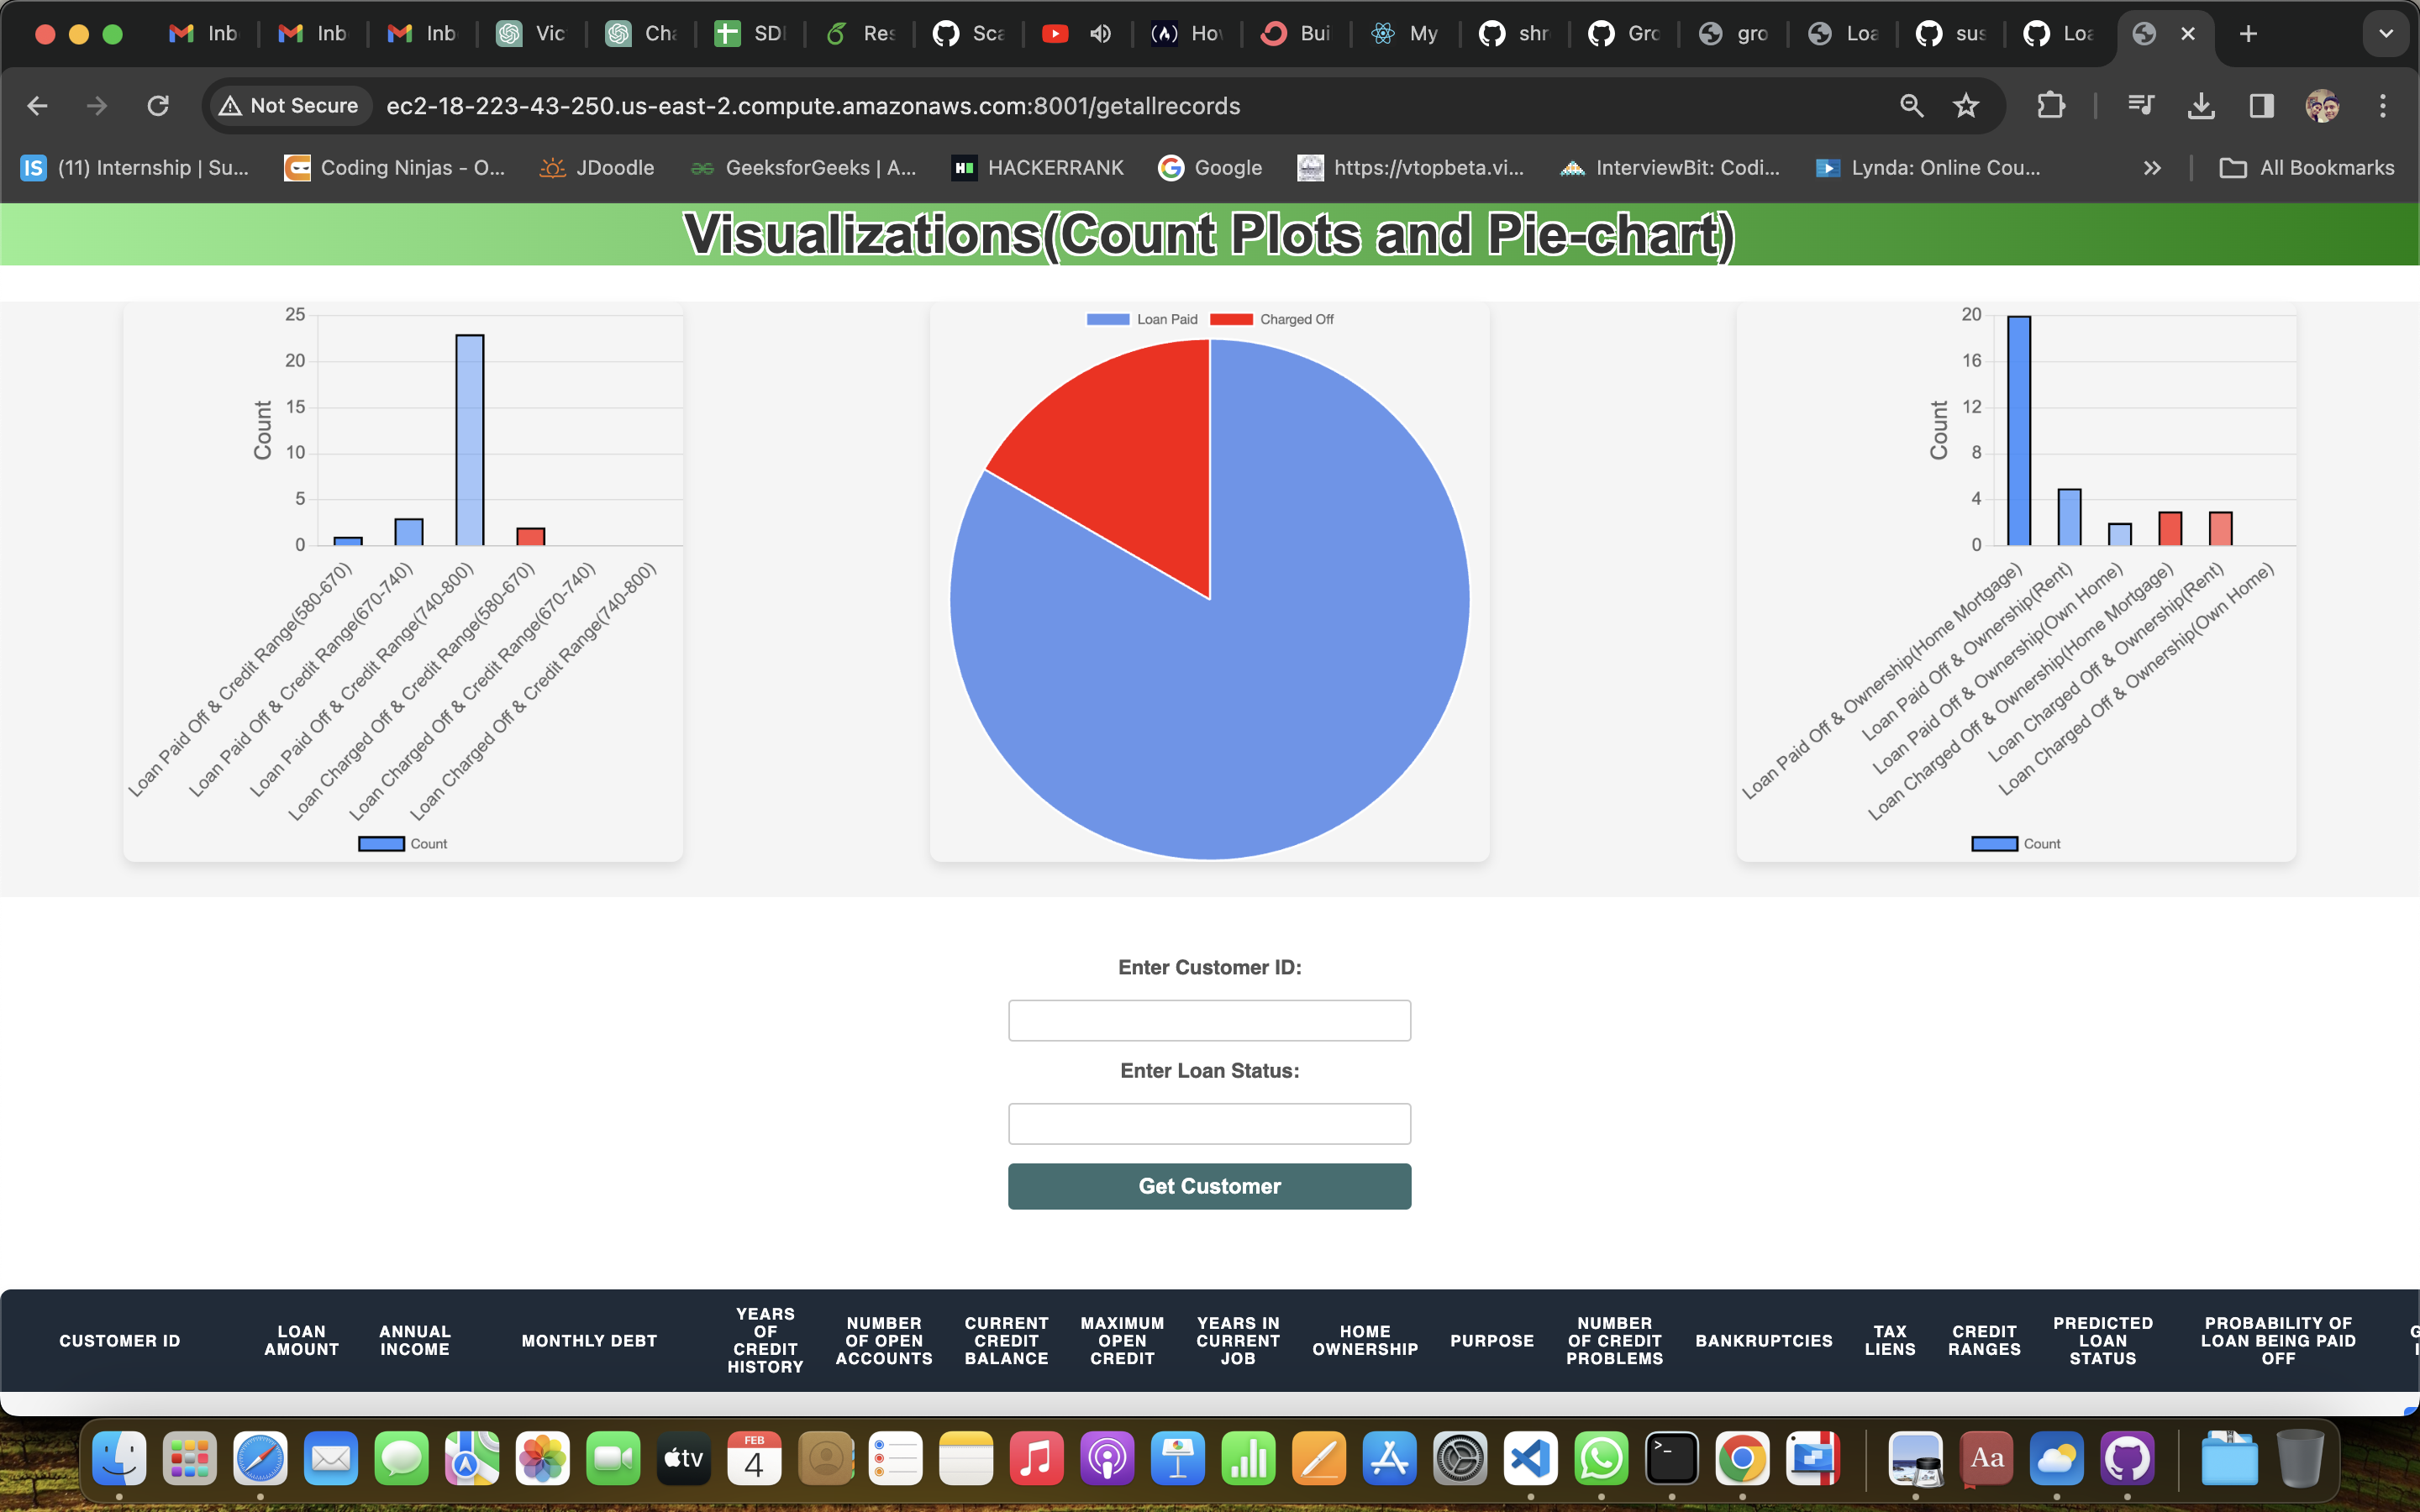 Inb
Inb
Inb
Vic
Cha
SDI
Res
Sca
Hov
Bui
My
shr
Gro
gro
Loa
sus
Loa
Not Secure
ec2-18-223-43-250.us-east-2.compute.amazonaws.com:8001/getallrecords
IS
(11) Internship | Su...
Coding Ninjas - O...
JDoodle
GeeksforGeeks | A...
HACKERRANK
Google
https://vtopbeta.vi...
InterviewBit: Codi...
Lynda: Online Cou...
All Bookmarks
Visualizations(Count Plots and Pie-chart)
25
20
15
10
5
0
Count
Loan Paid Off & Credit Range(580-670)
Loan Paid Off & Credit Range(670-740)
Loan Paid Off & Credit Range(740-800)
Loan Charged Off & Credit Range(580-670)
Loan Charged Off & Credit Range(670-740)
Loan Charged Off & Credit Range(740-800)
Count
Loan Paid
Charged Off
20
16
12
8
4
0
Count
Loan Paid Off & Ownership(Home Mortgage)
Loan Paid Off & Ownership(Rent)
Loan Paid Off & Ownership(Own Home)
Loan Charged Off & Ownership(Home Mortgage)
Loan Charged Off & Ownership(Rent)
Loan Charged Off & Ownership(Own Home)
Count
Enter Customer ID:
Enter Loan Status:
Get Customer
CUSTOMER ID
LOAN
AMOUNT
ANNUAL
INCOME
MONTHLY DEBT
YEARS
OF
CREDIT
HISTORY
NUMBER
OF OPEN
ACCOUNTS
CURRENT
CREDIT
BALANCE
MAXIMUM
OPEN
CREDIT
YEARS IN
CURRENT
JOB
HOME
OWNERSHIP
PURPOSE
NUMBER
OF CREDIT
PROBLEMS
BANKRUPTCIES
TAX
LIENS
CREDIT
RANGES
PREDICTED
LOAN
STATUS
PROBABILITY OF
LOAN BEING PAID
OFF
tv
FEB
4
Aa